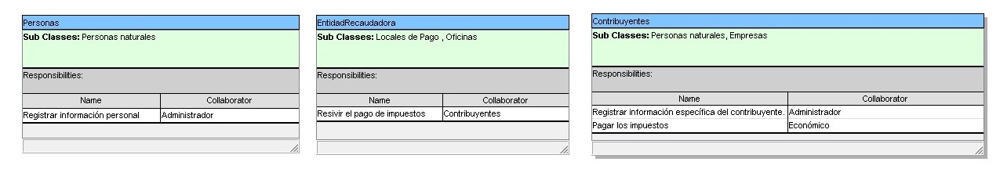 Personas
Sub Classes: Personas naturales
Responsibilities:
Name Collaborator
Registrar información personal Administrador
EntidadRecaudadora
Sub Classes: Locales de Pago , Oficinas
Responsibilities:
Name Collaborator
Resivir el pago de impuestos Contribuyentes
Contribuyentes
Sub Classes: Personas naturales, Empresas
Responsibilities:
Name Collaborator
Registrar información específica del contribuyente. Administrador
Pagar los impuestos Económico